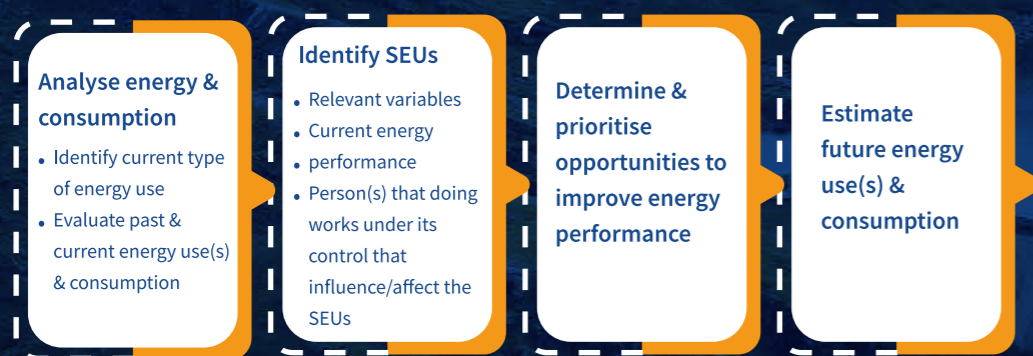 Analyse energy &
consumption
• Identify current type
of energy use
• Evaluate past &
current energy use(s)
& consumption
Identify SEUs
• Relevant variables
• Current energy
• performance
• Person(s) that doing
works under its
control that
influence/affect the
SEUs
Determine &
prioritise
opportunities to
improve energy
performance
Estimate
future energy
use(s) &
consumption